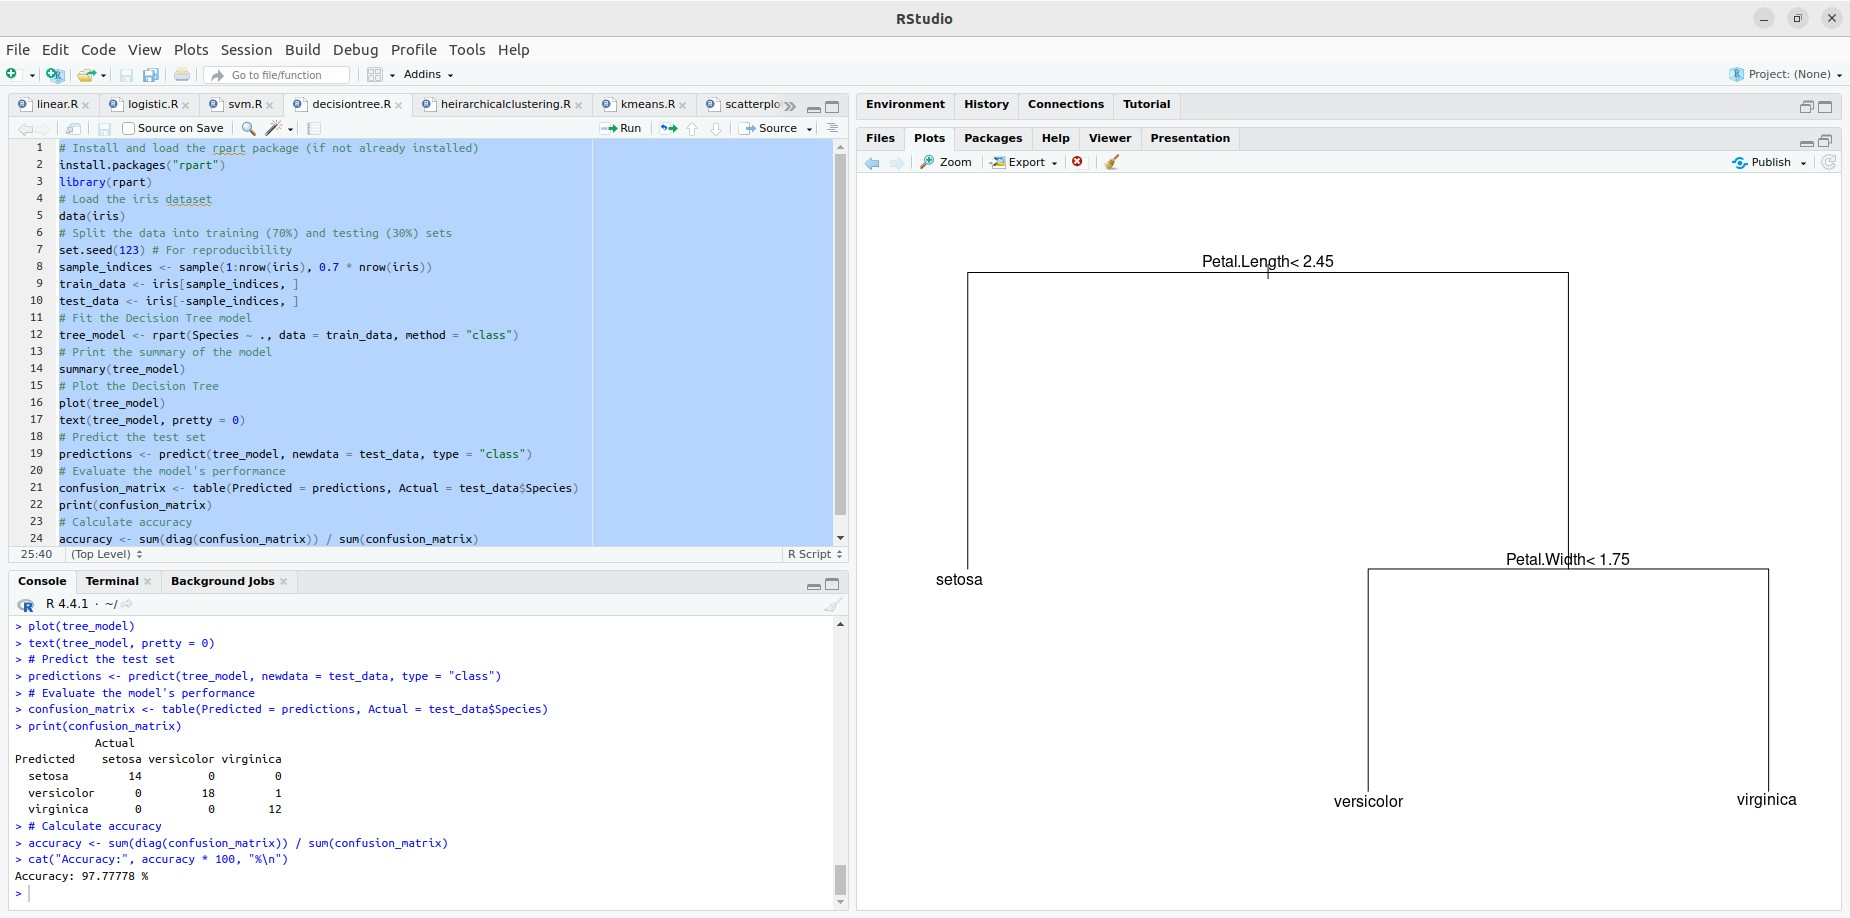 RStudio
File Edit Code View Plots Session Build Debug Profile Tools Help
Go to file/function Addins Project: (None)
linear.R logistic.R svm.R decisiontree.R heirarchicalclustering.R kmeans.R scatterplo
Source on Save Run Source
1 # Install and load the rpart package (if not already installed)
2 install.packages("rpart")
3 library(rpart)
4 # Load the iris dataset
5 data(iris)
6 # Split the data into training (70%) and testing (30%) sets
7 set.seed(123) # For reproducibility
8 sample_indices <- sample(1:nrow(iris), 0.7 * nrow(iris))
9 train_data <- iris[sample_indices, ]
10 test_data <- iris[-sample_indices, ]
11 # Fit the Decision Tree model
12 tree_model <- rpart(Species ~ ., data = train_data, method = "class")
13 # Print the summary of the model
14 summary(tree_model)
15 # Plot the Decision Tree
16 plot(tree_model)
17 text(tree_model, pretty = 0)
18 # Predict the test set
19 predictions <- predict(tree_model, newdata = test_data, type = "class")
20 # Evaluate the model's performance
21 confusion_matrix <- table(Predicted = predictions, Actual = test_data$Species)
22 print(confusion_matrix)
23 # Calculate accuracy
24 accuracy <- sum(diag(confusion_matrix)) / sum(confusion_matrix)
25:40 (Top Level) R Script
Console Terminal Background Jobs
R 4.4.1 · ~/
> plot(tree_model)
> text(tree_model, pretty = 0)
> # Predict the test set
> predictions <- predict(tree_model, newdata = test_data, type = "class")
> # Evaluate the model's performance
> confusion_matrix <- table(Predicted = predictions, Actual = test_data$Species)
> print(confusion_matrix)
Actual
Predicted setosa versicolor virginica
setosa 14 0 0
versicolor 0 18 1
virginica 0 0 12
> # Calculate accuracy
> accuracy <- sum(diag(confusion_matrix)) / sum(confusion_matrix)
> cat("Accuracy:", accuracy * 100, "%\n")
Accuracy: 97.77778 %
>
Environment History Connections Tutorial
Files Plots Packages Help Viewer Presentation
Zoom Export Publish
Petal.Length< 2.45
setosa
Petal.Width< 1.75
versicolor
virginica